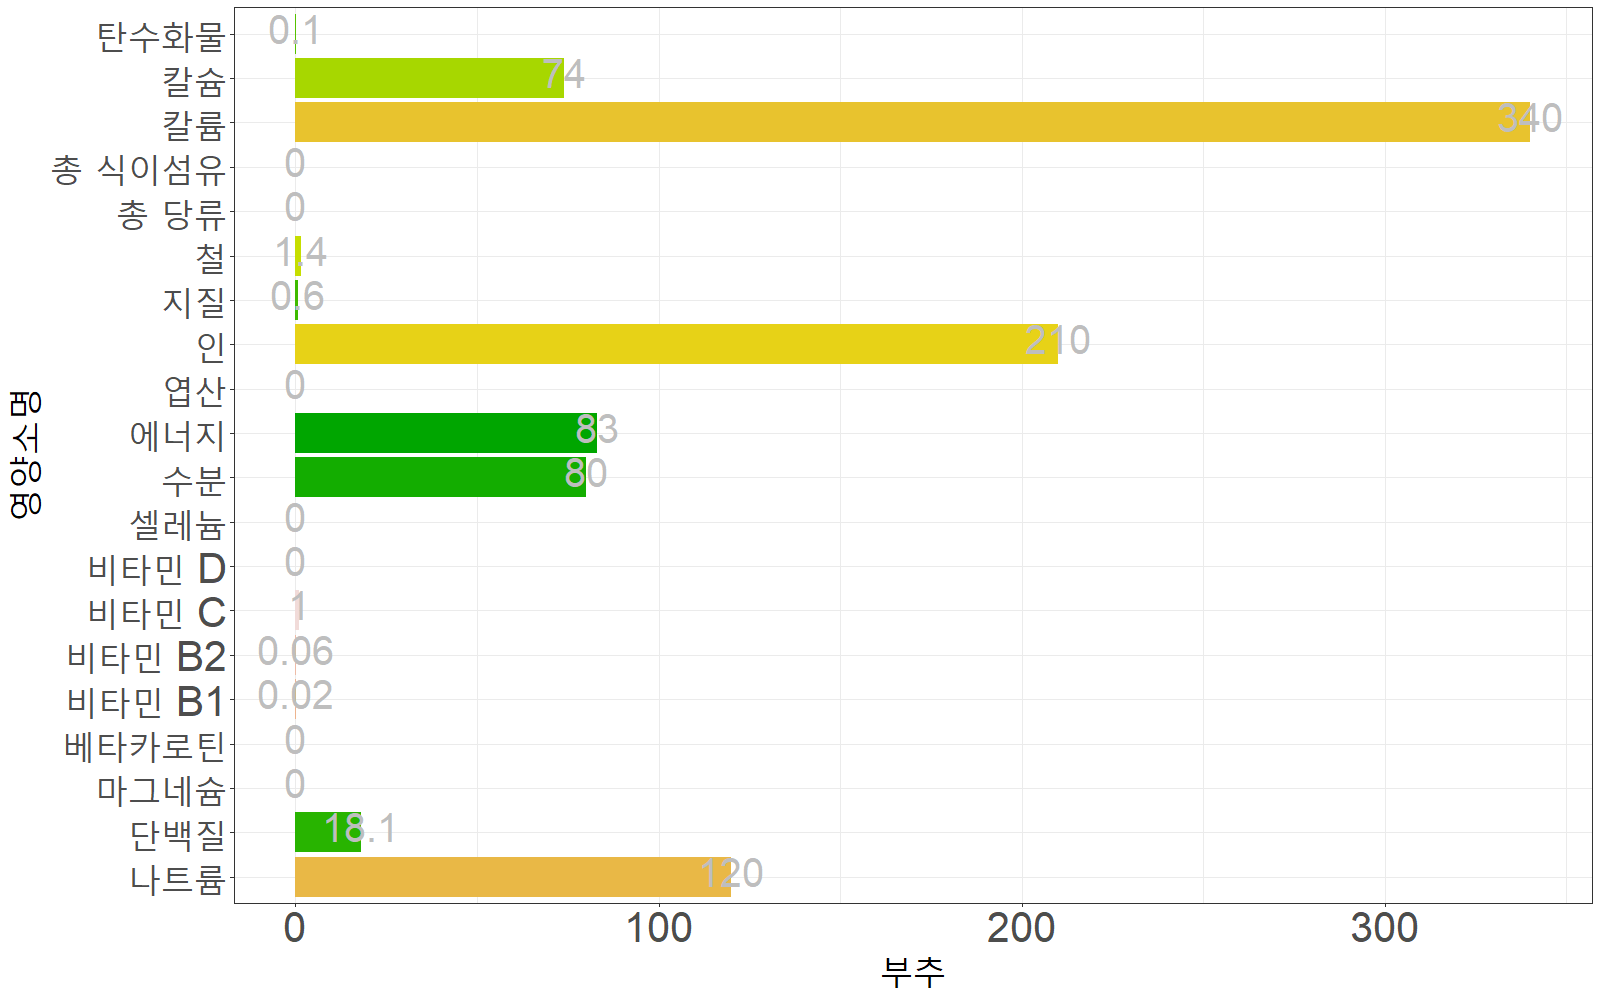 탄수화물 0.1
칼슘 74
칼륨 340
총 식이섬유 0
총 당류 0
철 1.4
지질 0.6
인 210
엽산 0
에너지 83
수분 80
셀레늄 0
비타민 D 0
비타민 C 1
비타민 B2 0.06
비타민 B1 0.02
베타카로틴 0
마그네슘 0
단백질 18.1
나트륨 120
영양소명
0 100 200 300
부추